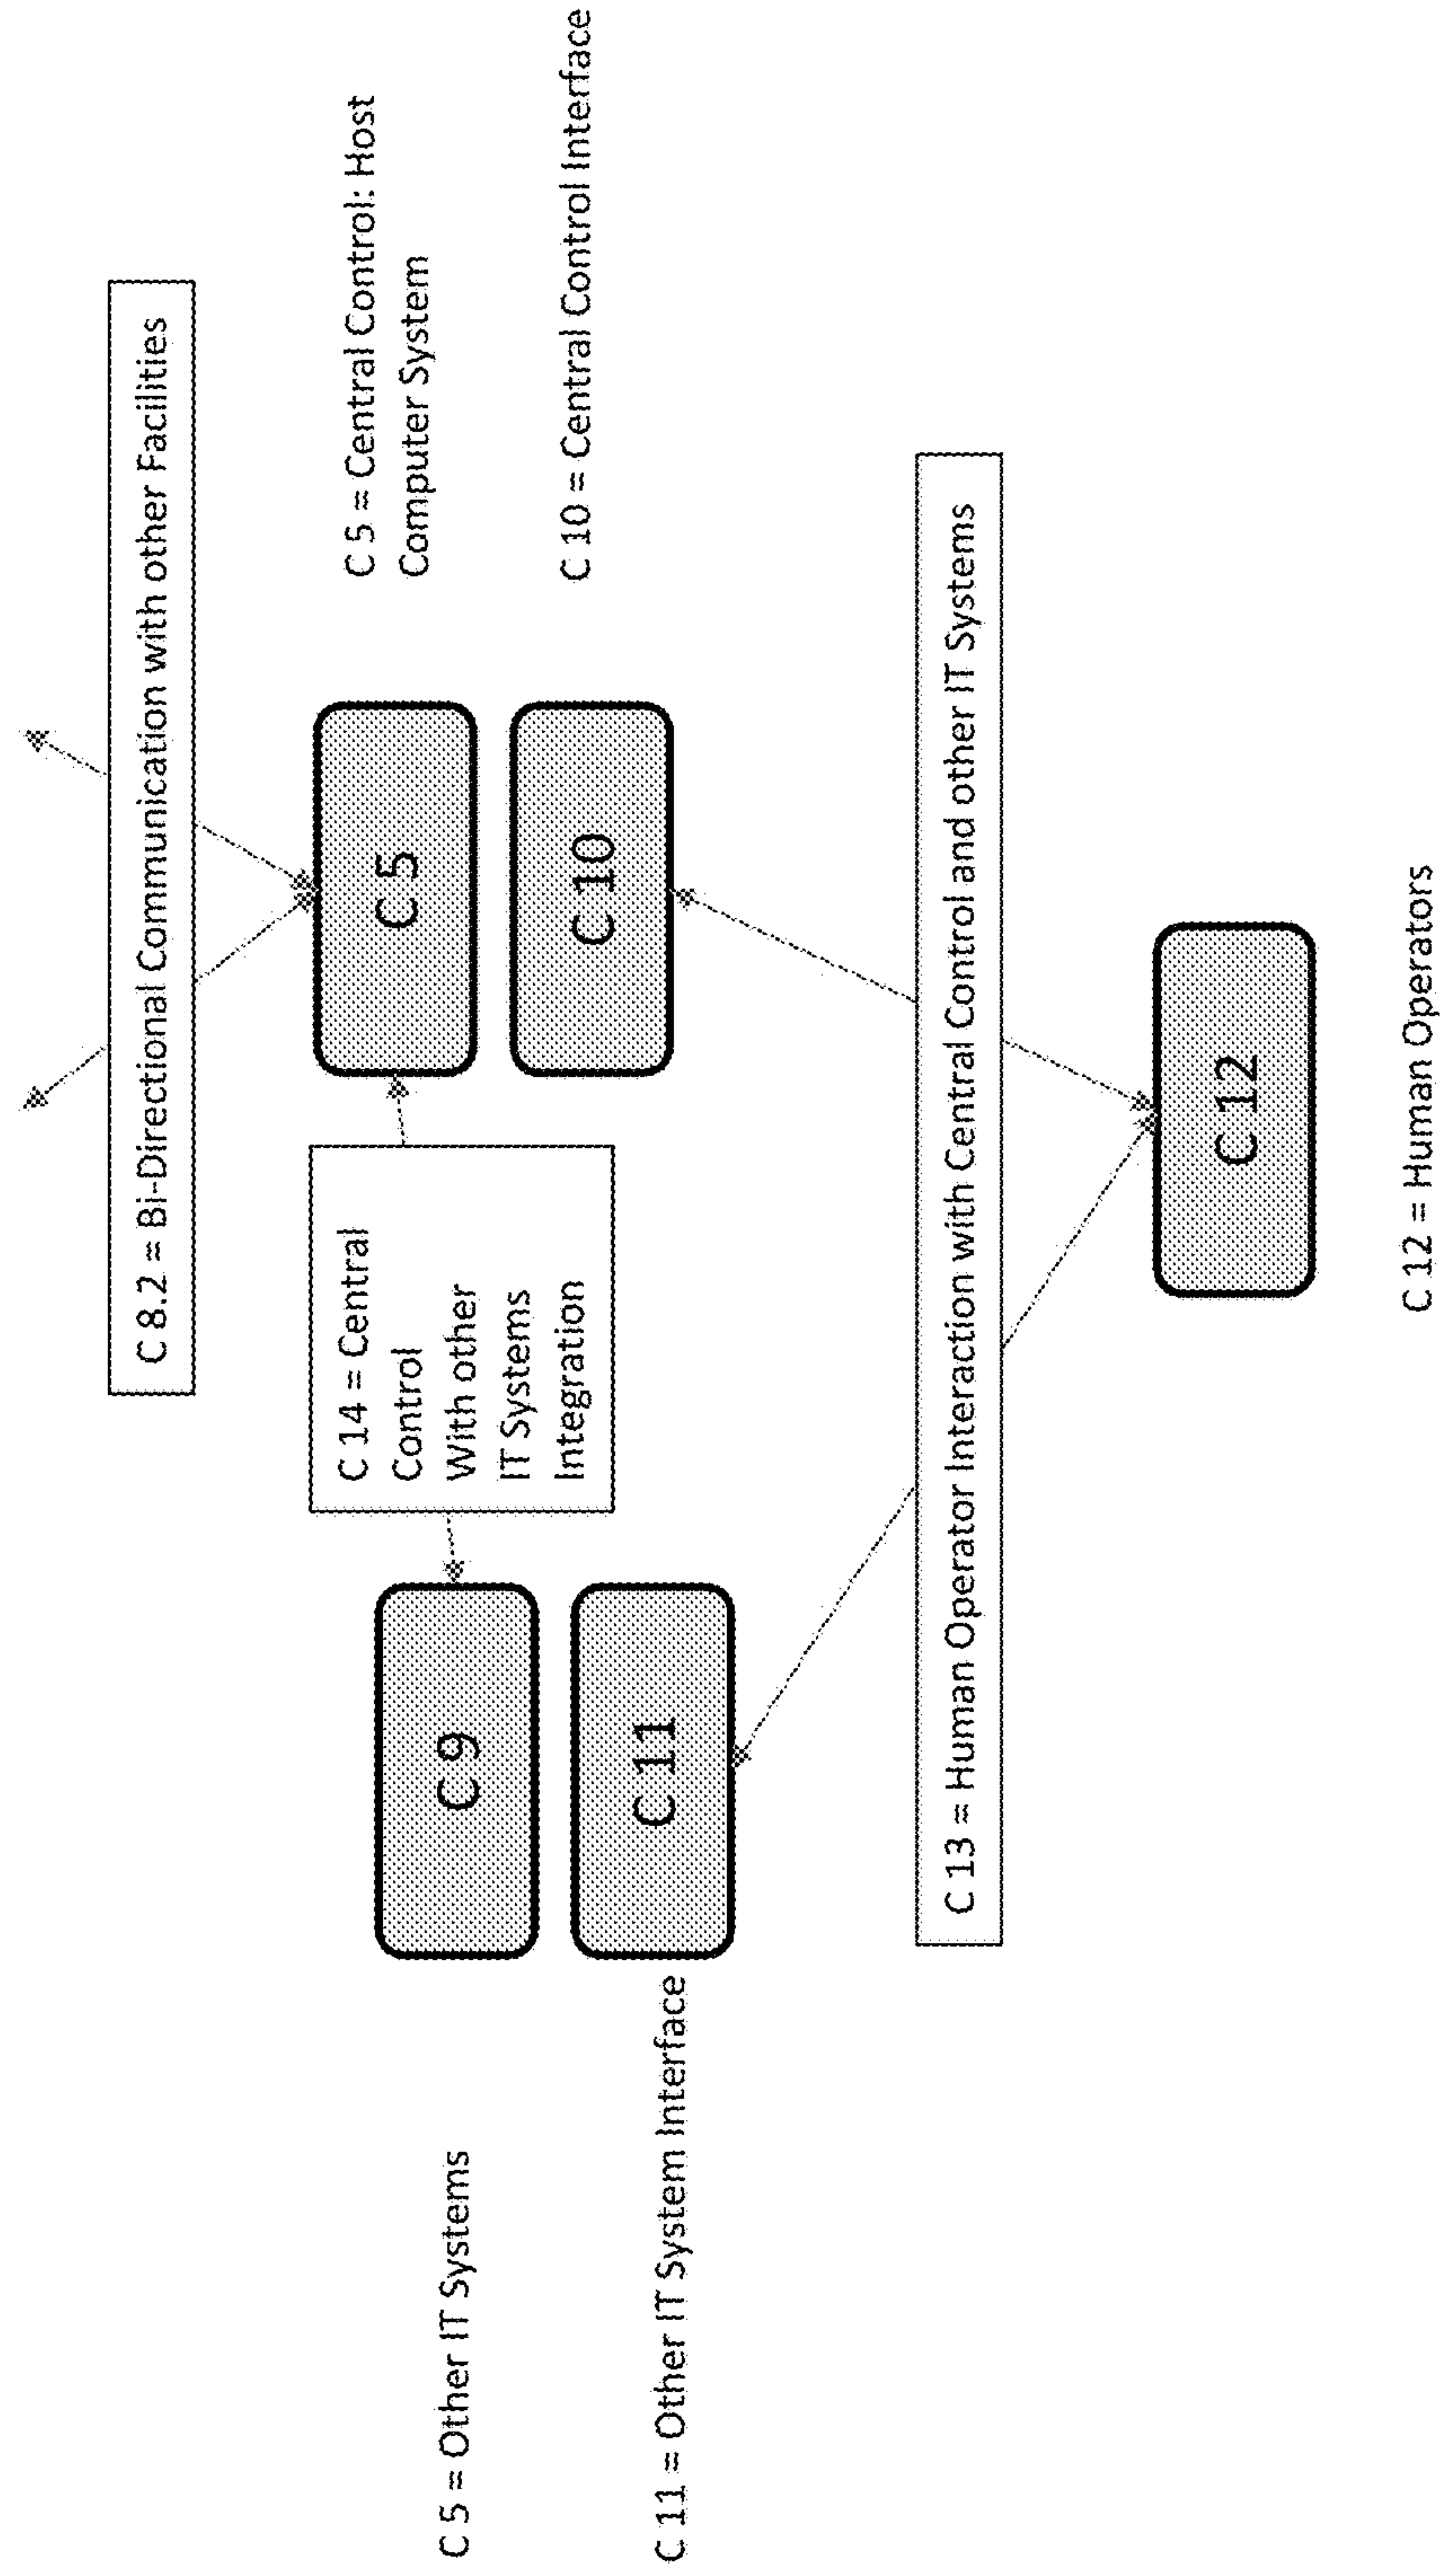 C 8.2 = Bi-Directional Communication with other Facilities
C 5 = Other IT Systems
C 9
C 14 = Central
Control
With other
IT Systems
Integration
C 5
C 5 = Central Control: Host
Computer System
C 11 = Other IT System Interface
C 11
C 10
C 10 = Central Control Interface
C 13 = Human Operator Interaction with Central Control and other IT Systems
C 12
C 12 = Human Operators